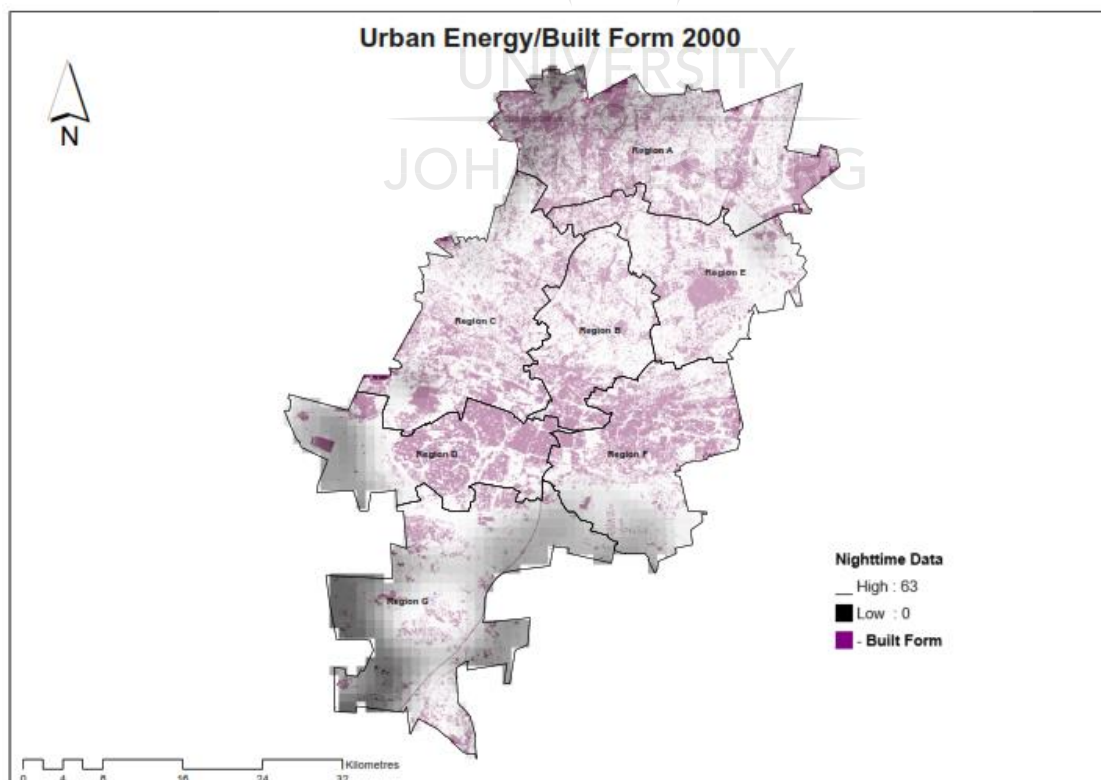 Urban Energy/Built Form 2000
UNIVERSITY
JOHANNESBURG
N
Region A
Region E
Region C
Region B
Region D
Region F
Region G
Nighttime Data
High : 63
Low : 0
- Built Form
Kilometres
0 4 8 16 24 32